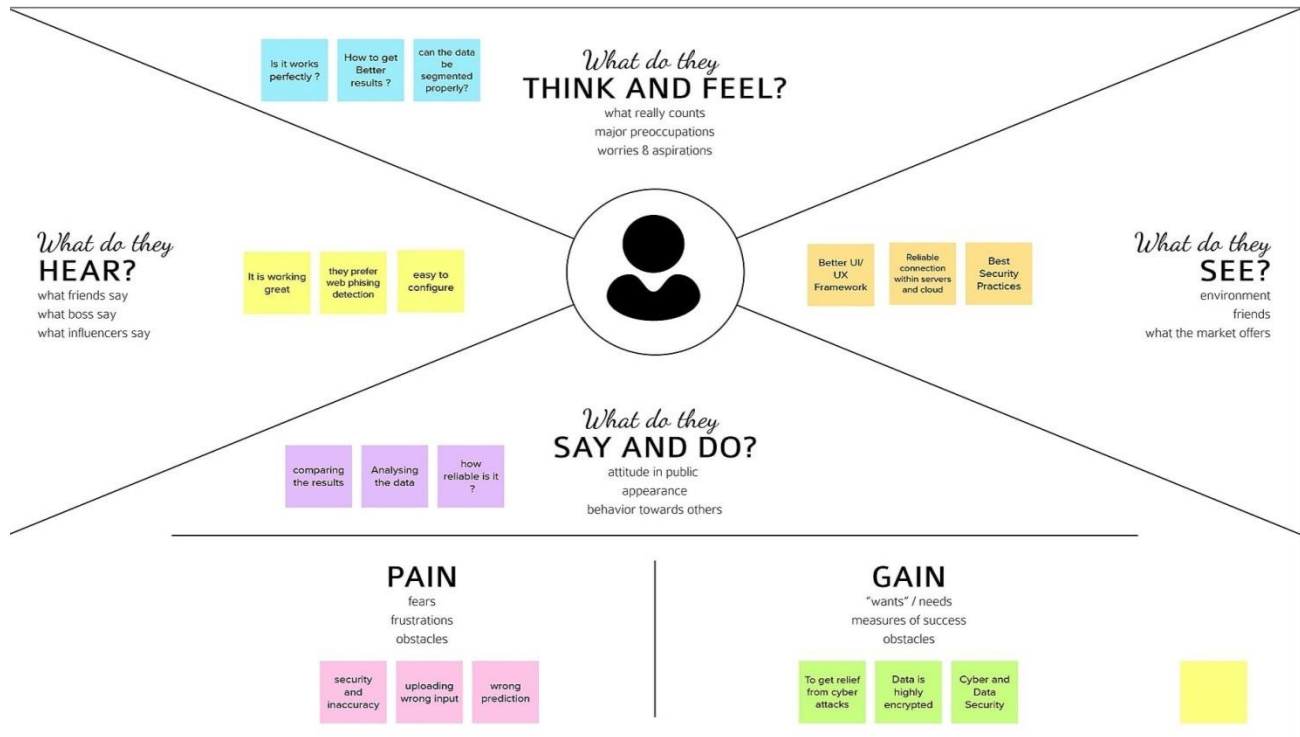 Is it works
perfectly ?
How to get
Better
results ?
can the data
be
segmented
properly?
What do they
THINK AND FEEL?
what really counts
major preoccupations
worries & aspirations
What do they
HEAR?
what friends say
what boss say
what influencers say
It is working
great
they prefer
web phising
detection
easy to
configure
Better UI/
UX
Framework
Reliable
connection
within servers
and cloud
Best
Security
Practices
What do they
SEE?
environment
friends
what the market offers
What do they
SAY AND DO?
attitude in public
appearance
behavior towards others
comparing
the results
Analysing
the data
how
reliable is it
?
PAIN
fears
frustrations
obstacles
security
and
inaccuracy
uploading
wrong input
wrong
prediction
GAIN
"wants" / needs
measures of success
obstacles
To get relief
from cyber
attacks
Data is
highly
encrypted
Cyber and
Data
Security